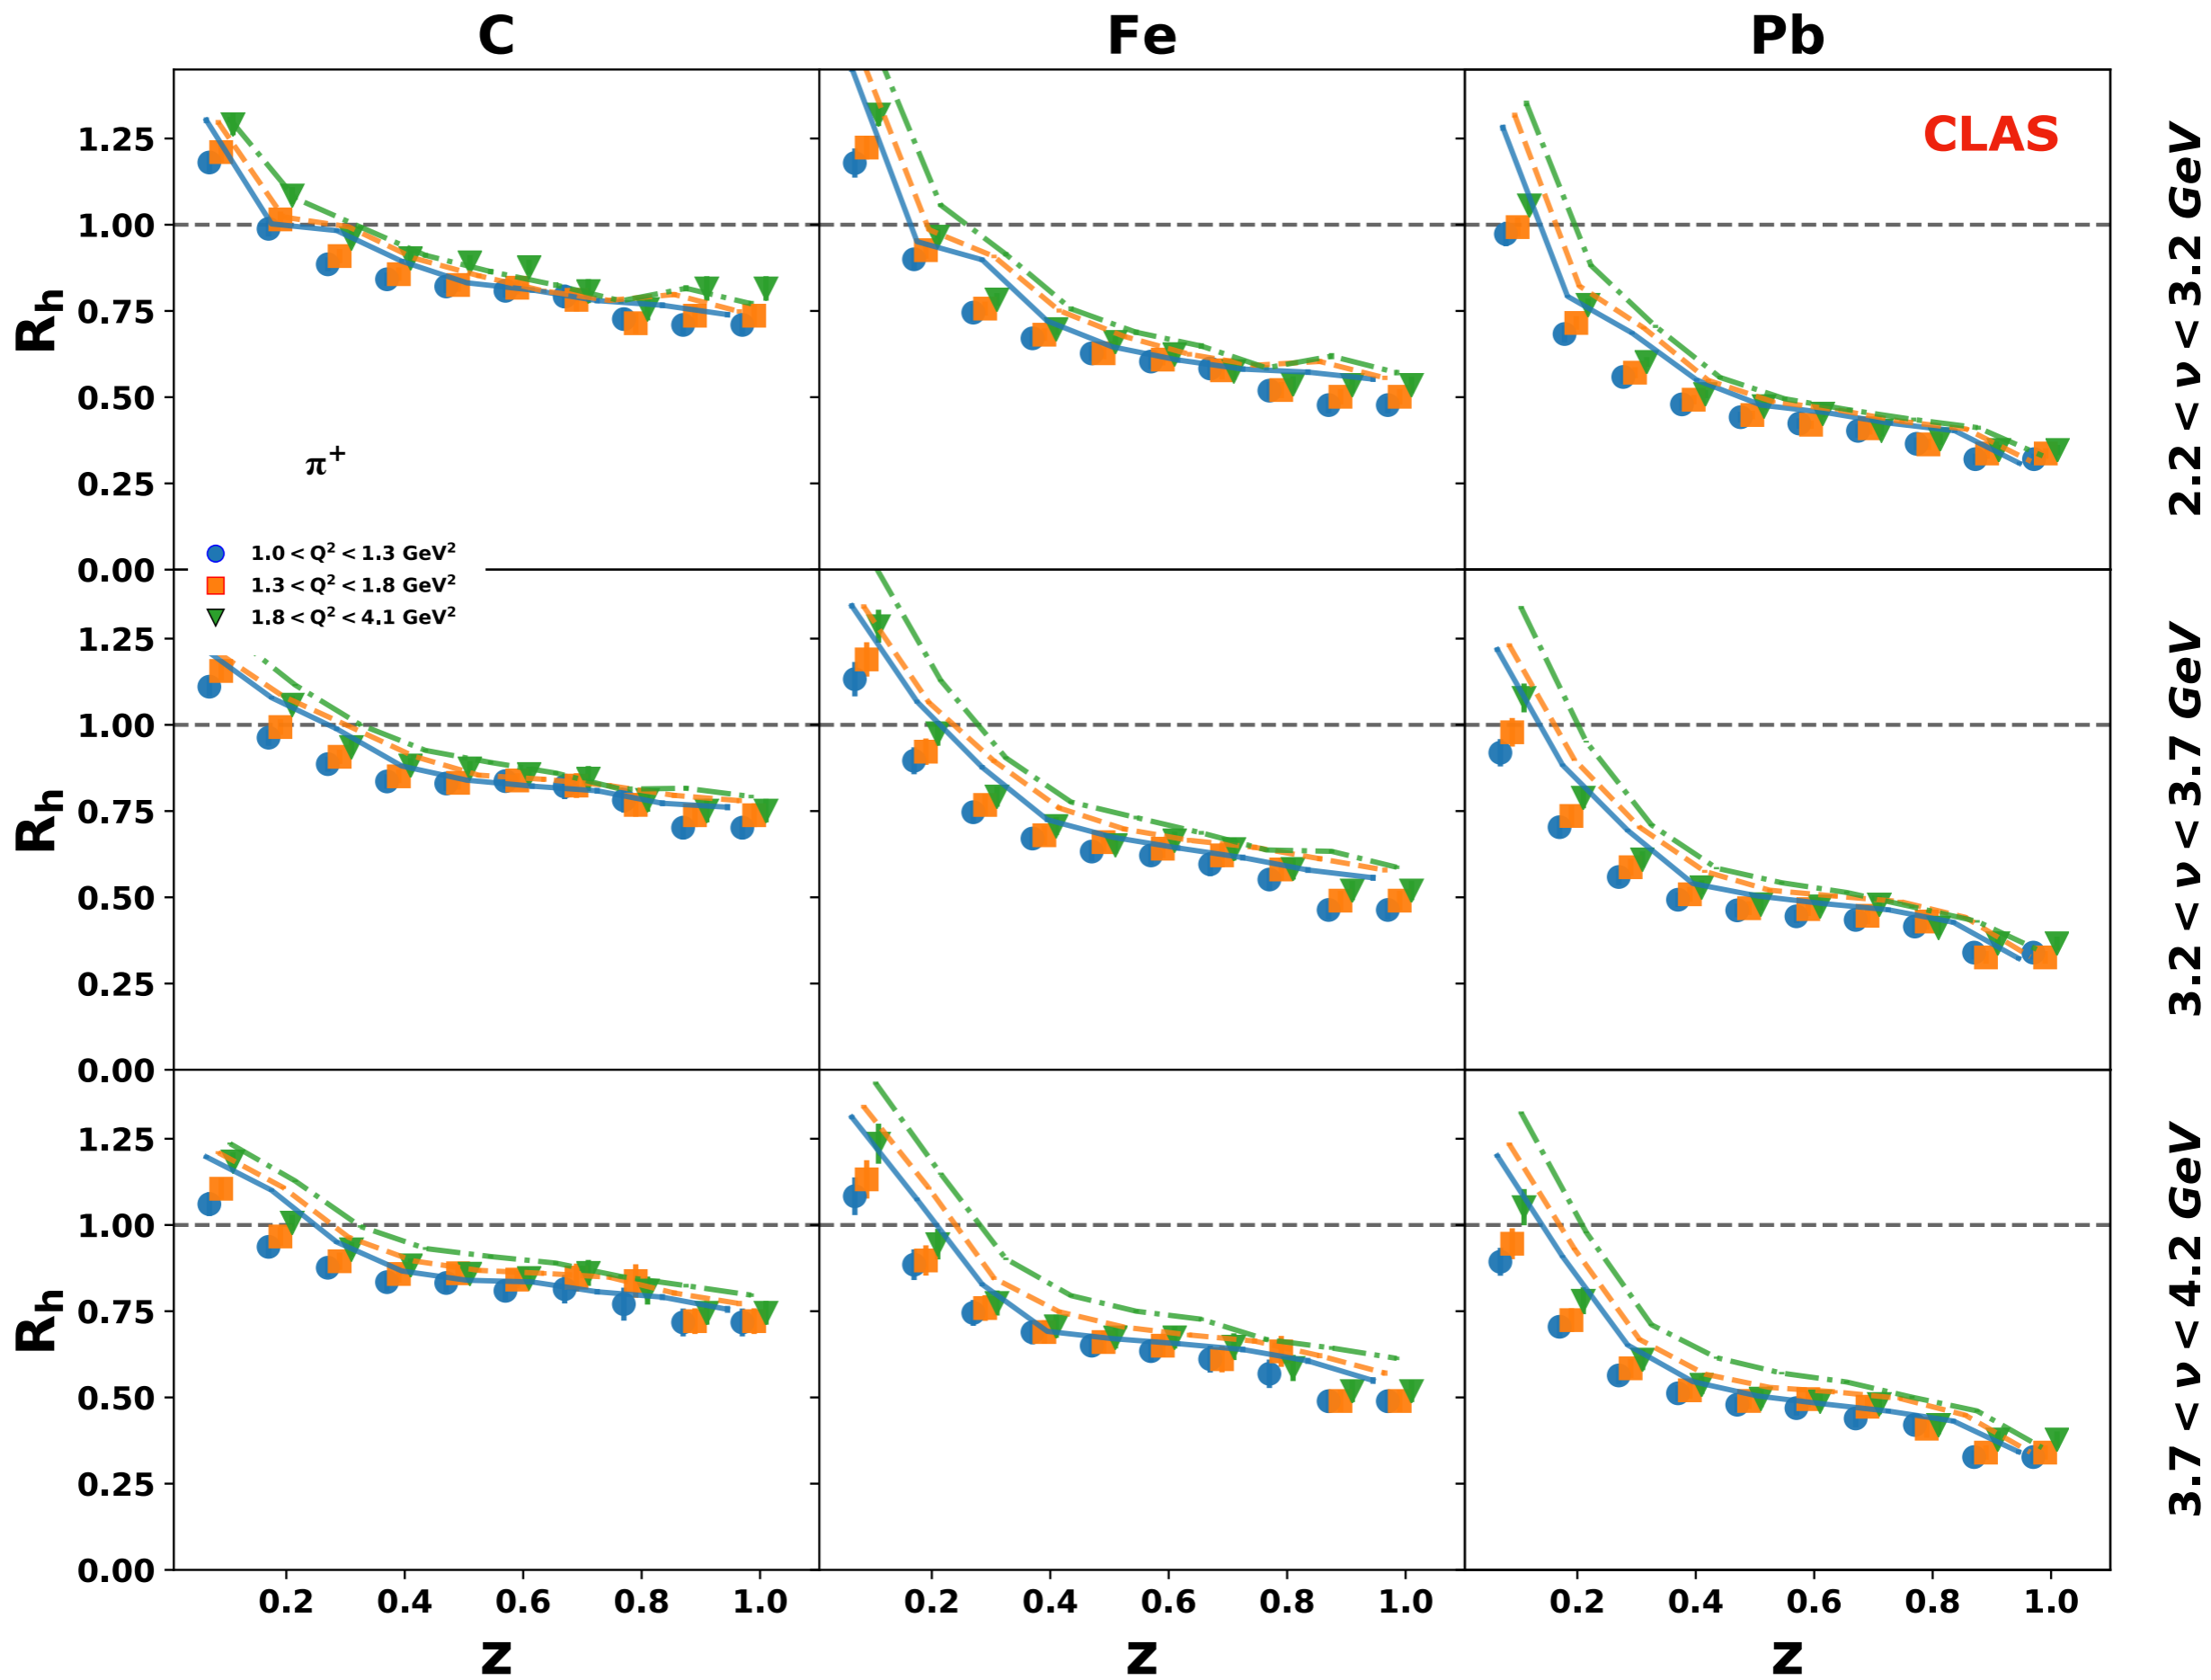 C Fe Pb
CLAS
1.25
1.00
0.75
0.50
0.25
0.00
R_h
π⁺
2.2 < ν < 3.2 GeV
1.0 < Q² < 1.3 GeV²
1.3 < Q² < 1.8 GeV²
1.8 < Q² < 4.1 GeV²
1.25
1.00
0.75
0.50
0.25
0.00
R_h
3.2 < ν < 3.7 GeV
1.25
1.00
0.75
0.50
0.25
0.00
R_h
3.7 < ν < 4.2 GeV
0.2 0.4 0.6 0.8 1.0 0.2 0.4 0.6 0.8 1.0 0.2 0.4 0.6 0.8 1.0
z z z